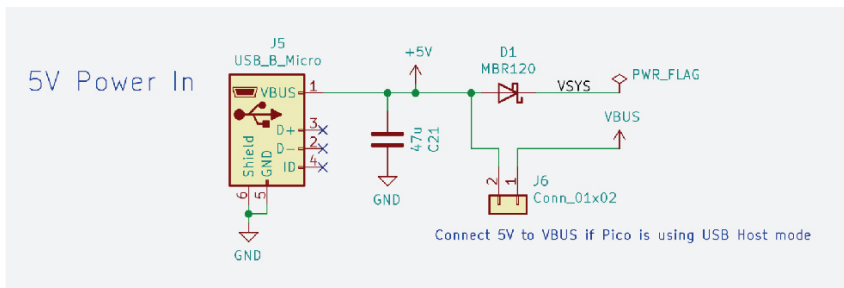 5V Power In
J5
USB_B_Micro
VBUS
1
D+
3
D-
2
ID
4
Shield
GND
6
5
GND
+5V
47u
C21
GND
D1
MBR120
VSYS
PWR_FLAG
VBUS
2
1
J6
Conn_01x02
Connect 5V to VBUS if Pico is using USB Host mode